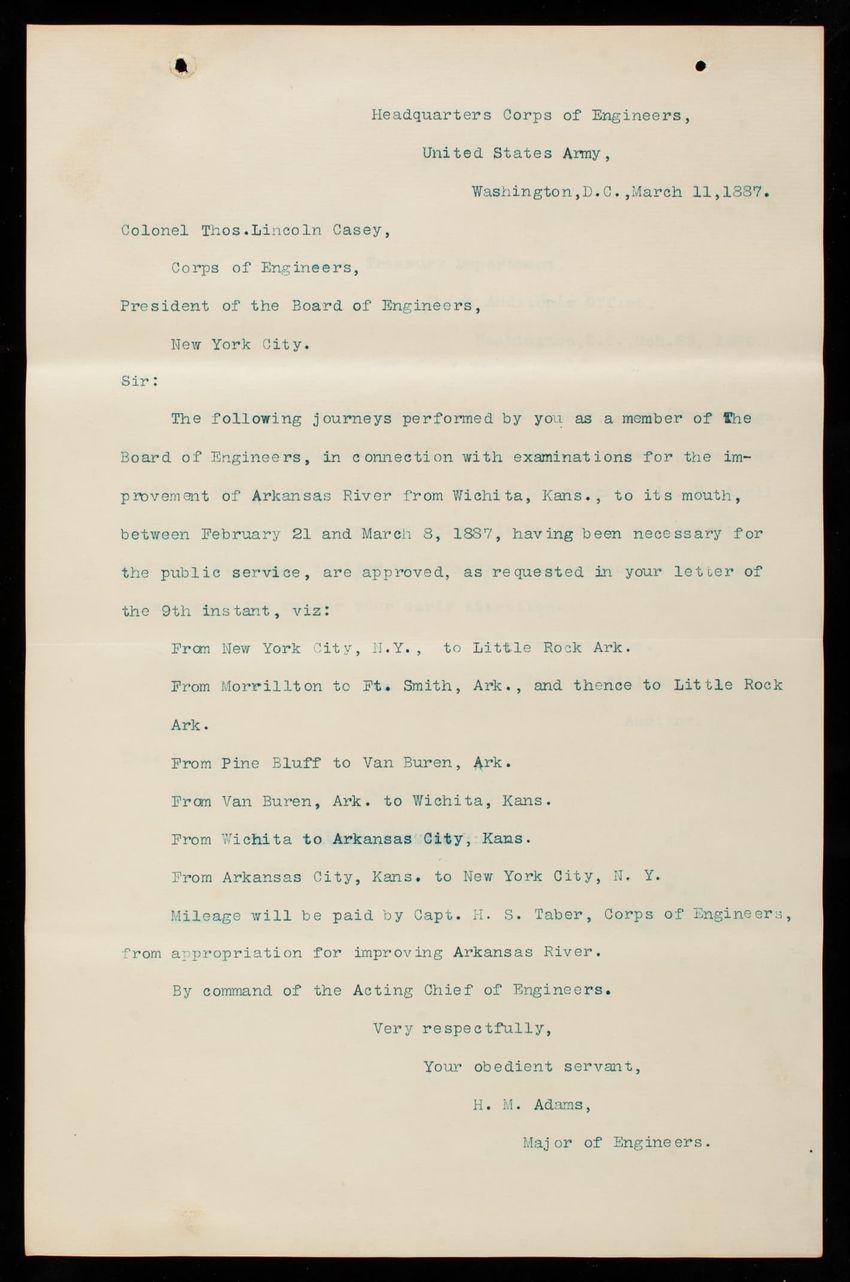 Headquarters Corps of Engineers,
United States Army,
Washington,D.C.,March 11,1887.
Colonel Thos.Lincoln Casey,
Corps of Engineers,
President of the Board of Engineers,
New York City.
Sir:
The following journeys performed by you as a member of The
Board of Engineers, in connection with examinations for the im-
provement of Arkansas River from Wichita, Kans., to its mouth,
between February 21 and March 8, 1887, having been necessary for
the public service, are approved, as requested in your letter of
the 9th instant, viz:
From New York City, N.Y., to Little Rock Ark.
From Morrillton to Ft. Smith, Ark., and thence to Little Rock
Ark.
From Pine Bluff to Van Buren, Ark.
From Van Buren, Ark. to Wichita, Kans.
From Wichita to Arkansas City, Kans.
From Arkansas City, Kans. to New York City, N. Y.
Mileage will be paid by Capt. H. S. Taber, Corps of Engineers,
from appropriation for improving Arkansas River.
By command of the Acting Chief of Engineers.
Very respectfully,
Your obedient servant,
H. M. Adams,
Major of Engineers.